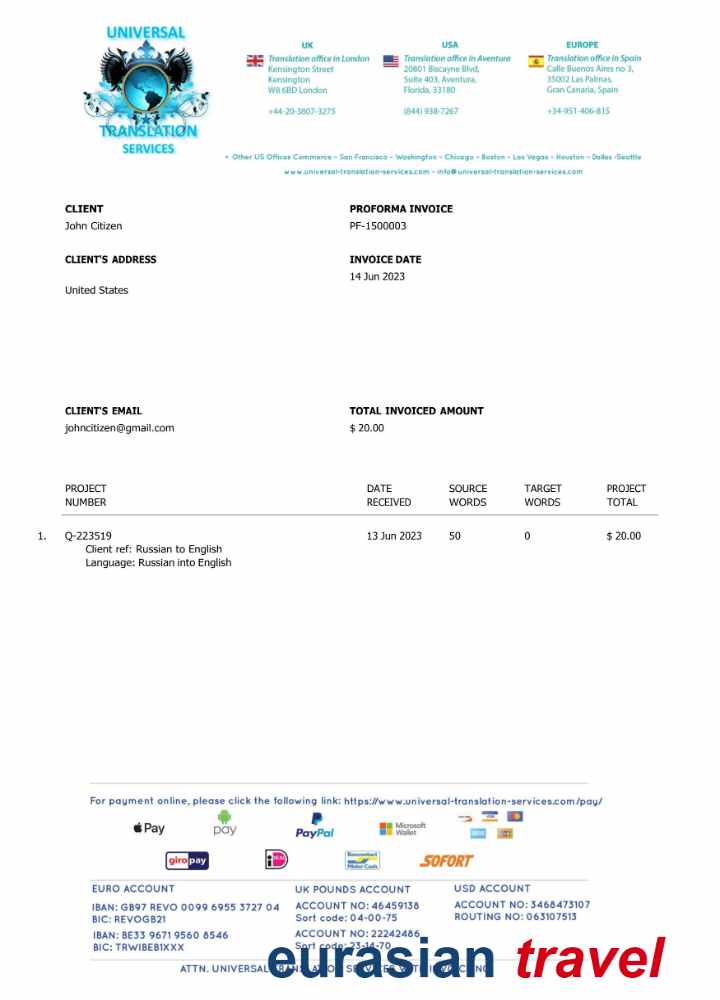 UNIVERSAL
TRANSLATION
SERVICES
UK
Translation office in London
Kensington Street
Kensington
W8 6BD London
+44-20-3807-3275
USA
Translation office in Aventure
20801 Biscayne Blvd,
Suite 403, Aventura,
Florida, 33180
(844) 938-7267
EUROPE
Translation office in Spain
Calle Buenos Aires no 3,
35002 Las Palmas,
Gran Canaria, Spain
+34-951-406-815
• Other US Offices Commerce - San Francisco - Washington - Chicago - Boston - Las Vegas - Houston - Dallas -Seattle
www.universal-translation-services.com - info@universal-translation-services.com
CLIENT
John Citizen
PROFORMA INVOICE
PF-1500003
CLIENT'S ADDRESS
United States
INVOICE DATE
14 Jun 2023
CLIENT'S EMAIL
johncitizen@gmail.com
TOTAL INVOICED AMOUNT
$ 20.00
PROJECT NUMBER DATE RECEIVED SOURCE WORDS TARGET WORDS PROJECT TOTAL
1. Q-223519 13 Jun 2023 50 0 $ 20.00
Client ref: Russian to English
Language: Russian into English
For payment online, please click the following link: https://www.universal-translation-services.com/pay/
Pay
pay
PayPal
Microsoft
Wallet
giropay
Bancontact
SOFORT
EURO ACCOUNT
IBAN: GB97 REVO 0099 6955 3727 04
BIC: REVOGB21
IBAN: BE33 9671 9560 8546
BIC: TRWIBEB1XXX
UK POUNDS ACCOUNT
ACCOUNT NO: 46459138
Sort code: 04-00-75
ACCOUNT NO: 22242486
Sort code: 23-14-70
USD ACCOUNT
ACCOUNT NO: 3468473107
ROUTING NO: 063107513
ATTN. UNIVERSAL TRANSLATION SERVICES WITH INVOICE NO
eurasian travel